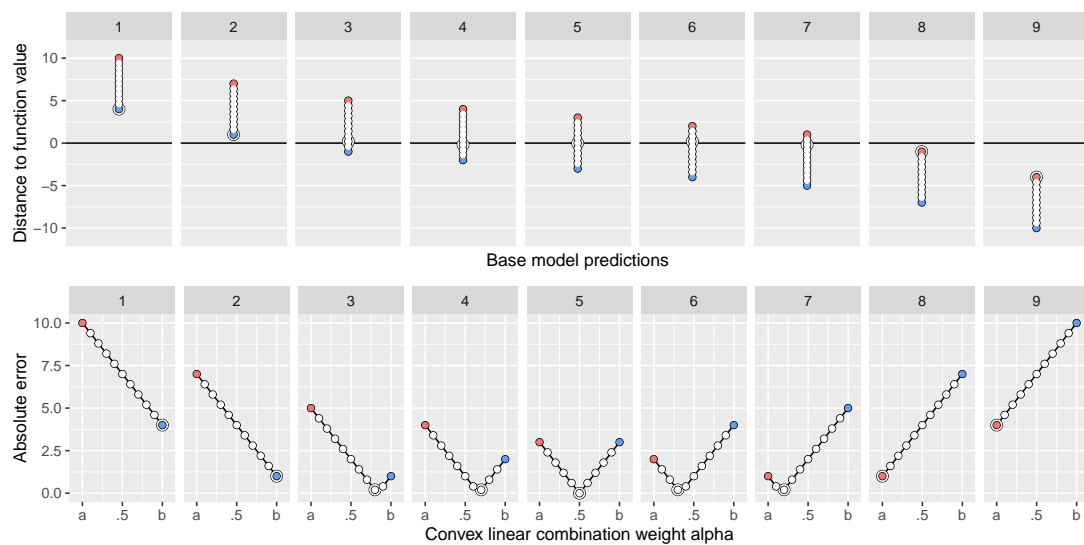 1 2 3 4 5 6 7 8 9
Distance to function value
10
5
0
−5
−10
Base model predictions
1 2 3 4 5 6 7 8 9
Absolute error
10.0
7.5
5.0
2.5
0.0
a .5 b a .5 b a .5 b a .5 b a .5 b a .5 b a .5 b a .5 b a .5 b
Convex linear combination weight alpha